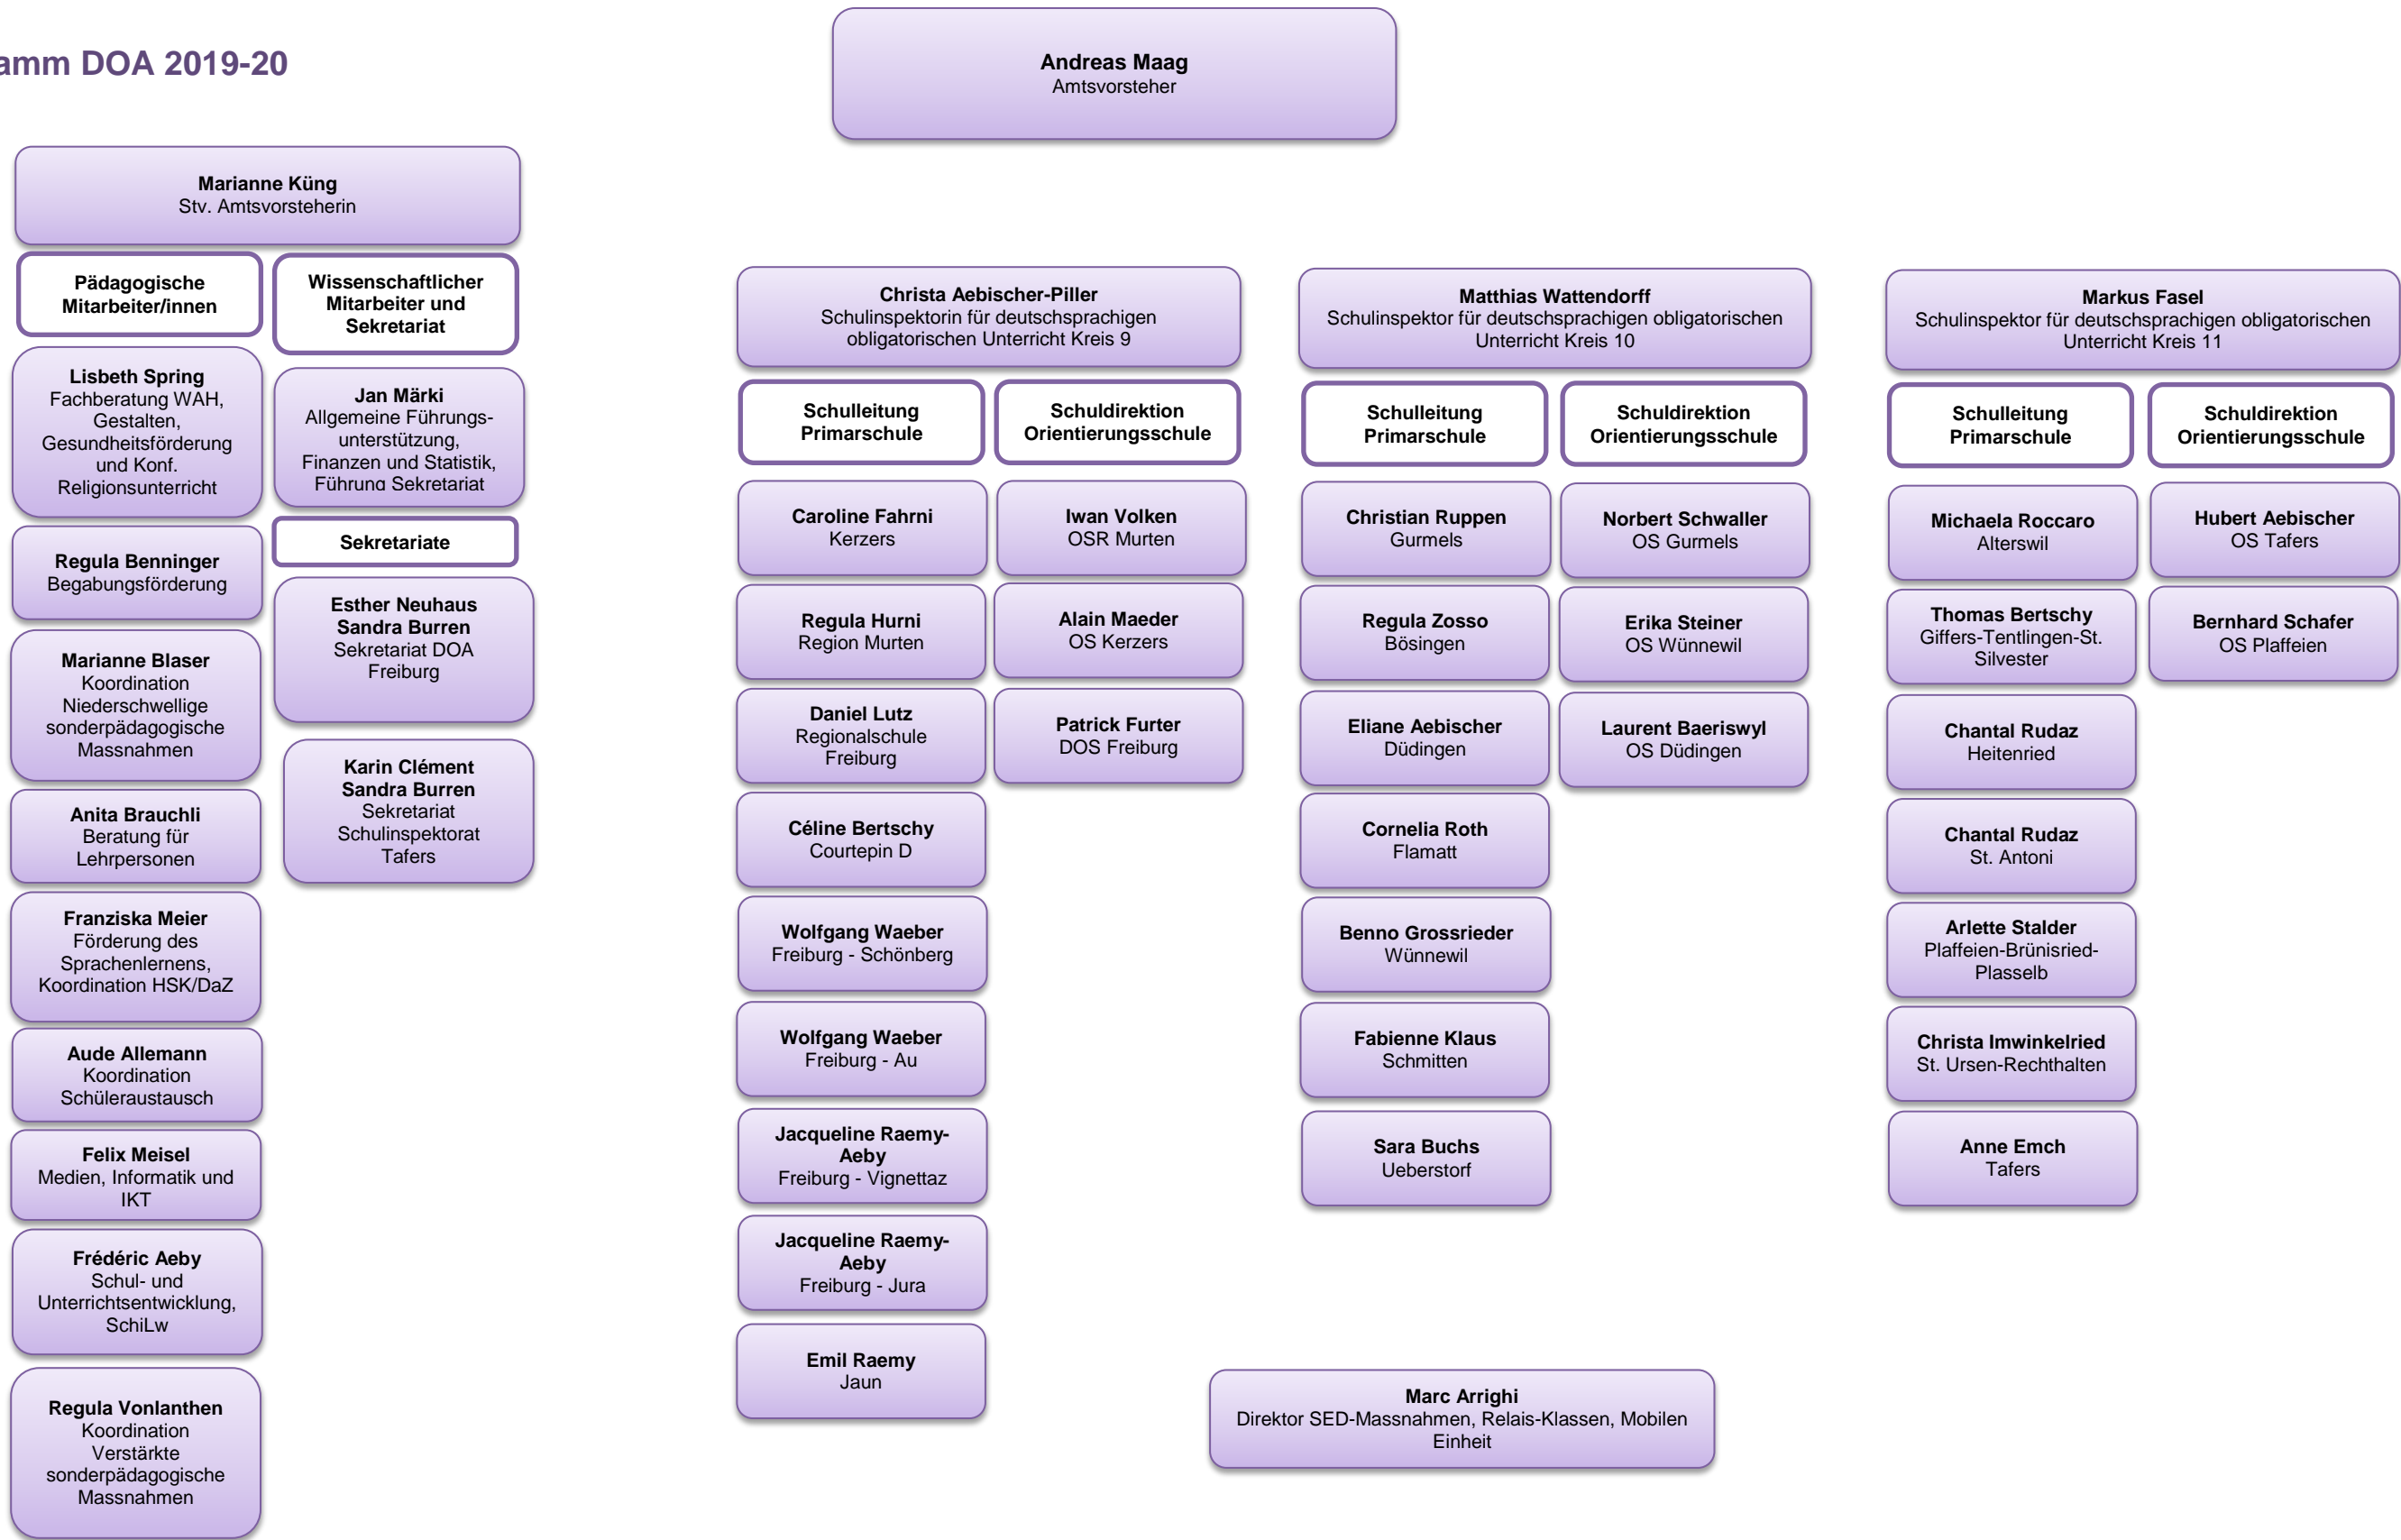 amm DOA 2019-20
Andreas Maag
Amtsvorsteher
Marianne Küng
Stv. Amtsvorsteherin
Pädagogische
Mitarbeiter/innen
Lisbeth Spring
Fachberatung WAH,
Gestalten,
Gesundheitsförderung
und Konf.
Religionsunterricht
Regula Benninger
Begabungsförderung
Marianne Blaser
Koordination
Niederschwellige
sonderpädagogische
Massnahmen
Anita Brauchli
Beratung für
Lehrpersonen
Franziska Meier
Förderung des
Sprachenlernens,
Koordination HSK/DaZ
Aude Allemann
Koordination
Schüleraustausch
Felix Meisel
Medien, Informatik und
IKT
Frédéric Aeby
Schul- und
Unterrichtsentwicklung,
SchiLw
Regula Vonlanthen
Koordination
Verstärkte
sonderpädagogische
Massnahmen
Wissenschaftlicher
Mitarbeiter und
Sekretariat
Jan Märki
Allgemeine Führungs-
unterstützung,
Finanzen und Statistik,
Führung Sekretariat
Sekretariate
Esther Neuhaus
Sandra Burren
Sekretariat DOA
Freiburg
Karin Clément
Sandra Burren
Sekretariat
Schulinspektorat
Tafers
Christa Aebischer-Piller
Schulinspektorin für deutschsprachigen
obligatorischen Unterricht Kreis 9
Schulleitung
Primarschule
Caroline Fahrni
Kerzers
Regula Hurni
Region Murten
Daniel Lutz
Regionalschule
Freiburg
Céline Bertschy
Courtepin D
Wolfgang Waeber
Freiburg - Schönberg
Wolfgang Waeber
Freiburg - Au
Jacqueline Raemy-
Aeby
Freiburg - Vignettaz
Jacqueline Raemy-
Aeby
Freiburg - Jura
Emil Raemy
Jaun
Schuldirektion
Orientierungsschule
Iwan Volken
OSR Murten
Alain Maeder
OS Kerzers
Patrick Furter
DOS Freiburg
Matthias Wattendorff
Schulinspektor für deutschsprachigen obligatorischen
Unterricht Kreis 10
Schulleitung
Primarschule
Christian Ruppen
Gurmels
Regula Zosso
Bösingen
Eliane Aebischer
Düdingen
Cornelia Roth
Flamatt
Benno Grossrieder
Wünnewil
Fabienne Klaus
Schmitten
Sara Buchs
Ueberstorf
Schuldirektion
Orientierungsschule
Norbert Schwaller
OS Gurmels
Erika Steiner
OS Wünnewil
Laurent Baeriswyl
OS Düdingen
Markus Fasel
Schulinspektor für deutschsprachigen obligatorischen
Unterricht Kreis 11
Schulleitung
Primarschule
Michaela Roccaro
Alterswil
Thomas Bertschy
Giffers-Tentlingen-St.
Silvester
Chantal Rudaz
Heitenried
Chantal Rudaz
St. Antoni
Arlette Stalder
Plaffeien-Brünisried-
Plasselb
Christa Imwinkelried
St. Ursen-Rechthalten
Anne Emch
Tafers
Schuldirektion
Orientierungsschule
Hubert Aebischer
OS Tafers
Bernhard Schafer
OS Plaffeien
Marc Arrighi
Direktor SED-Massnahmen, Relais-Klassen, Mobilen
Einheit